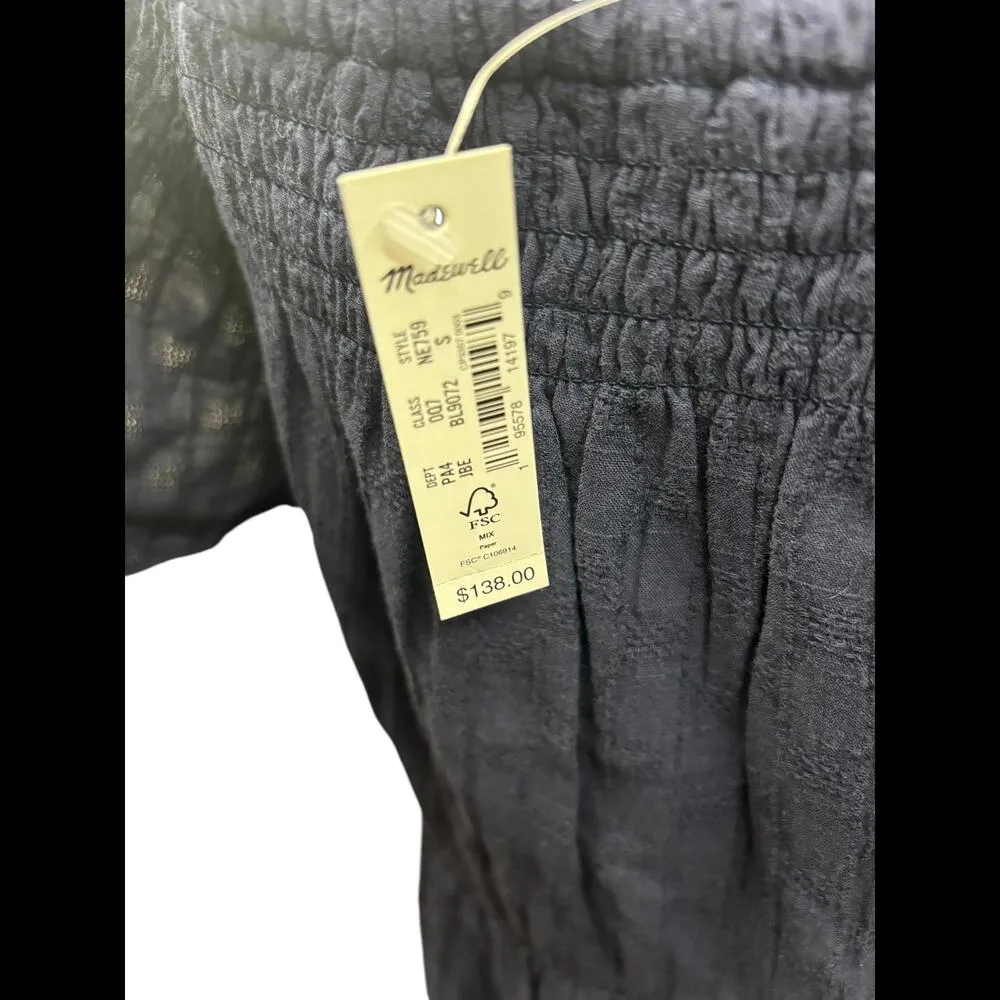 Madewell
STYLE
NE759
S
CLASS
0Q7
BL9072
DEPT
PA4
JBE
1 95578 14197 9
FSC®
MIX
Paper
FSC® C106914
$138.00